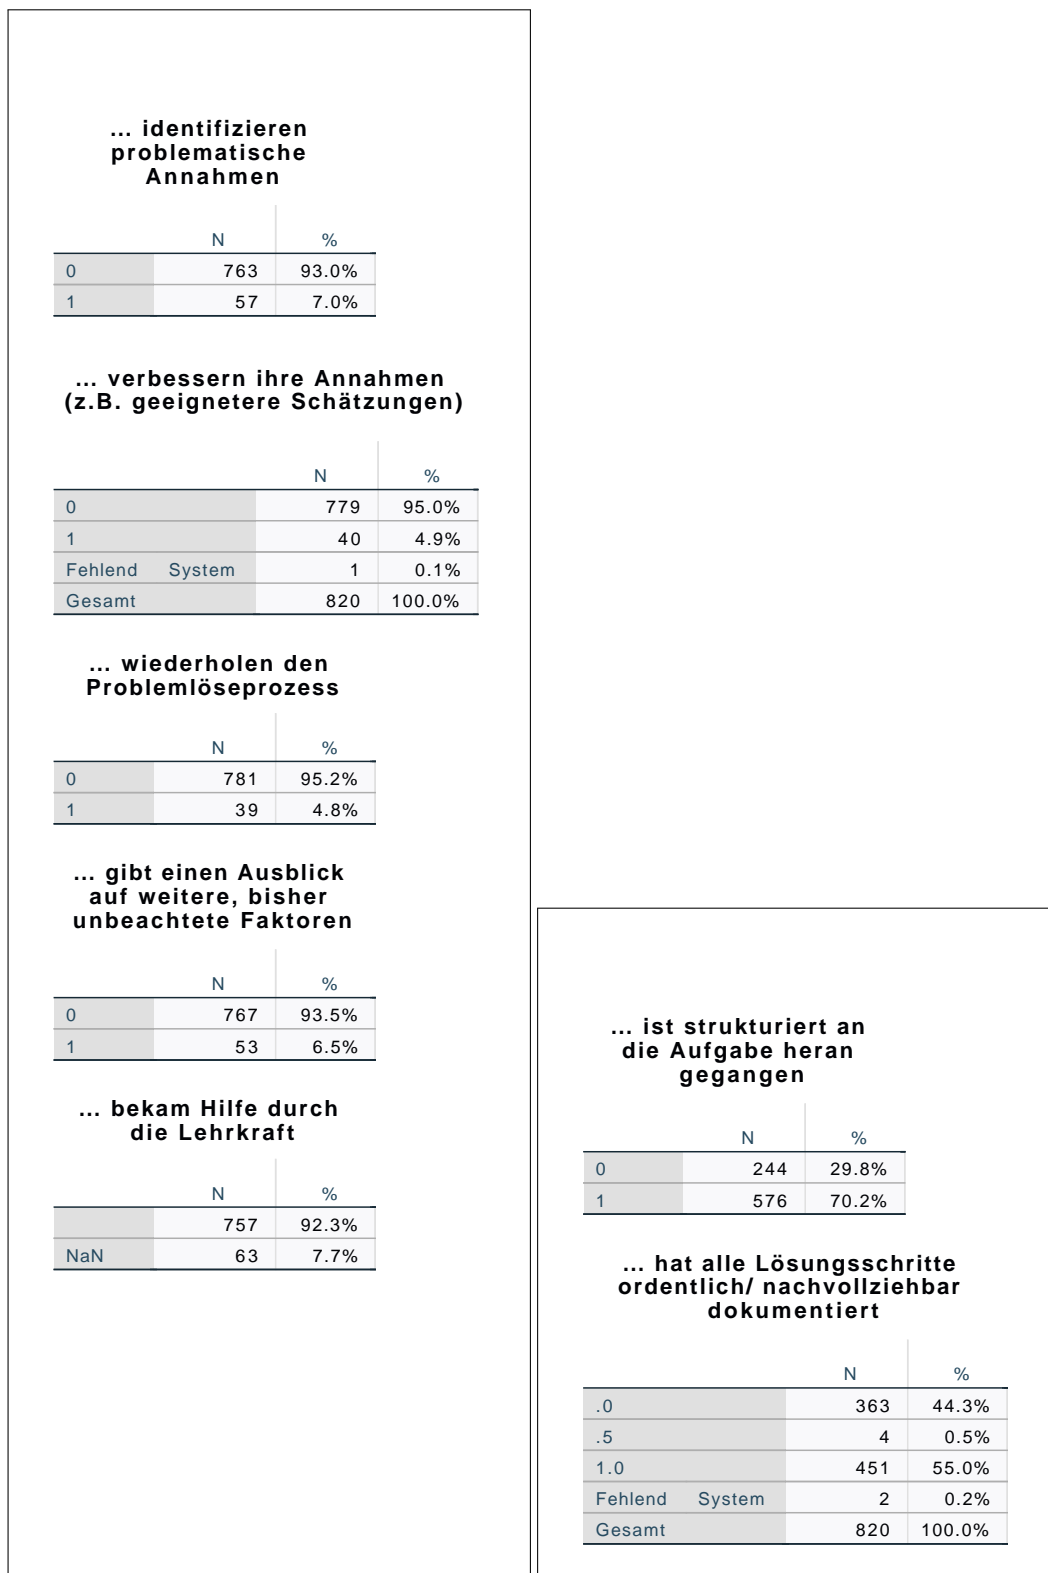 ... identifizieren
problematische
Annahmen
N %
0 763 93.0%
1 57 7.0%
... verbessern ihre Annahmen
(z.B. geeignetere Schätzungen)
N %
0 779 95.0%
1 40 4.9%
Fehlend System 1 0.1%
Gesamt 820 100.0%
... wiederholen den
Problemlöseprozess
N %
0 781 95.2%
1 39 4.8%
... gibt einen Ausblick
auf weitere, bisher
unbeachtete Faktoren
N %
0 767 93.5%
1 53 6.5%
... bekam Hilfe durch
die Lehrkraft
N %
757 92.3%
NaN 63 7.7%
... ist strukturiert an
die Aufgabe heran
gegangen
N %
0 244 29.8%
1 576 70.2%
... hat alle Lösungsschritte
ordentlich/ nachvollziehbar
dokumentiert
N %
.0 363 44.3%
.5 4 0.5%
1.0 451 55.0%
Fehlend System 2 0.2%
Gesamt 820 100.0%